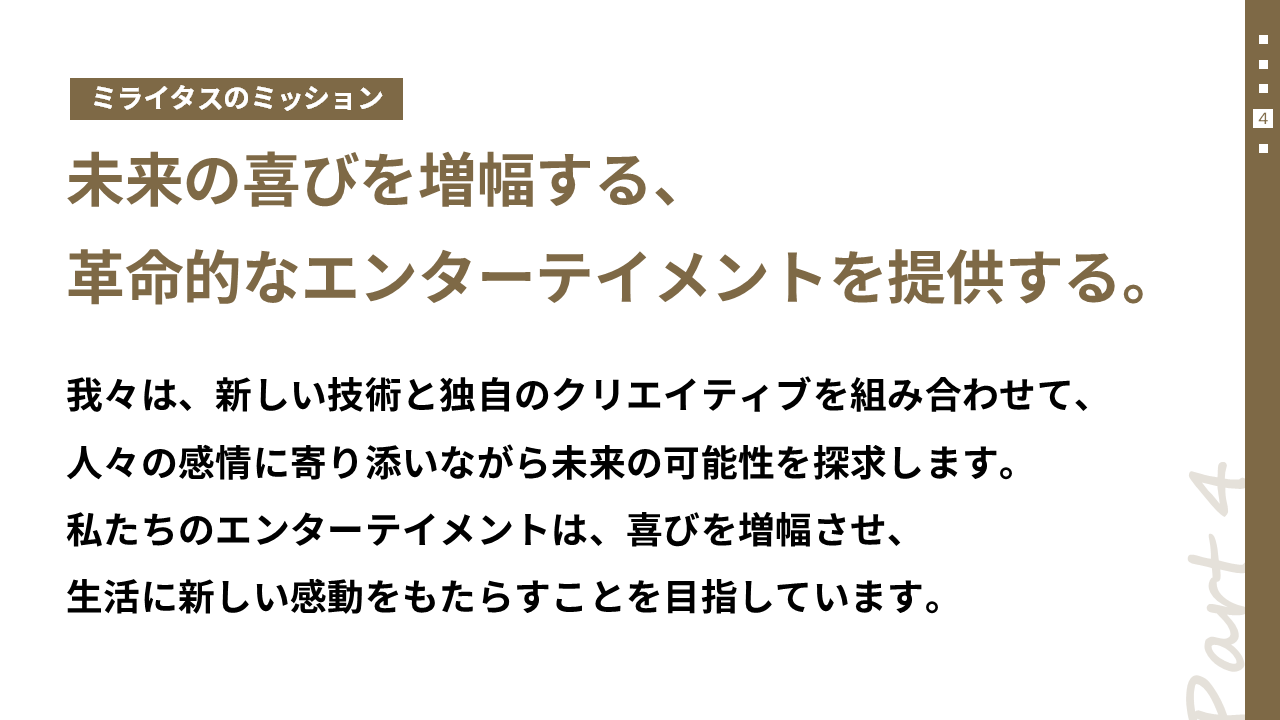 ミライタスのミッション
未来の喜びを増幅する、
革命的なエンターテイメントを提供する。
我々は、新しい技術と独自のクリエイティブを組み合わせて、
人々の感情に寄り添いながら未来の可能性を探求します。
私たちのエンターテイメントは、喜びを増幅させ、
生活に新しい感動をもたらすことを目指しています。
4
Part 4